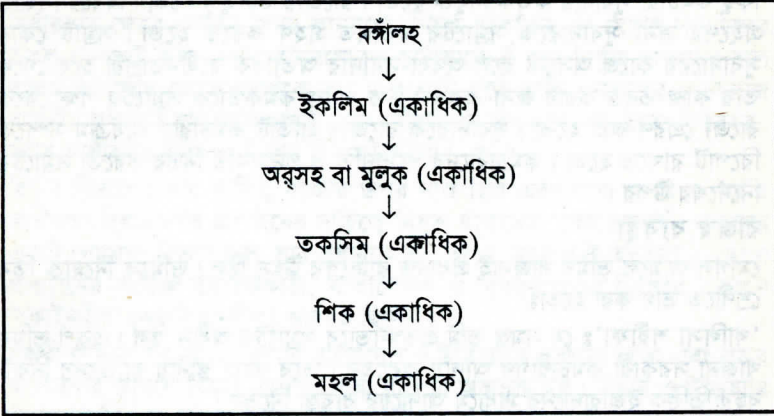 বঙ্গাঁলহ
↓
ইকলিম (একাধিক)
↓
অর্‌সহ বা মুলুক (একাধিক)
↓
তকসিম (একাধিক)
↓
শিক (একাধিক)
↓
মহল (একাধিক)